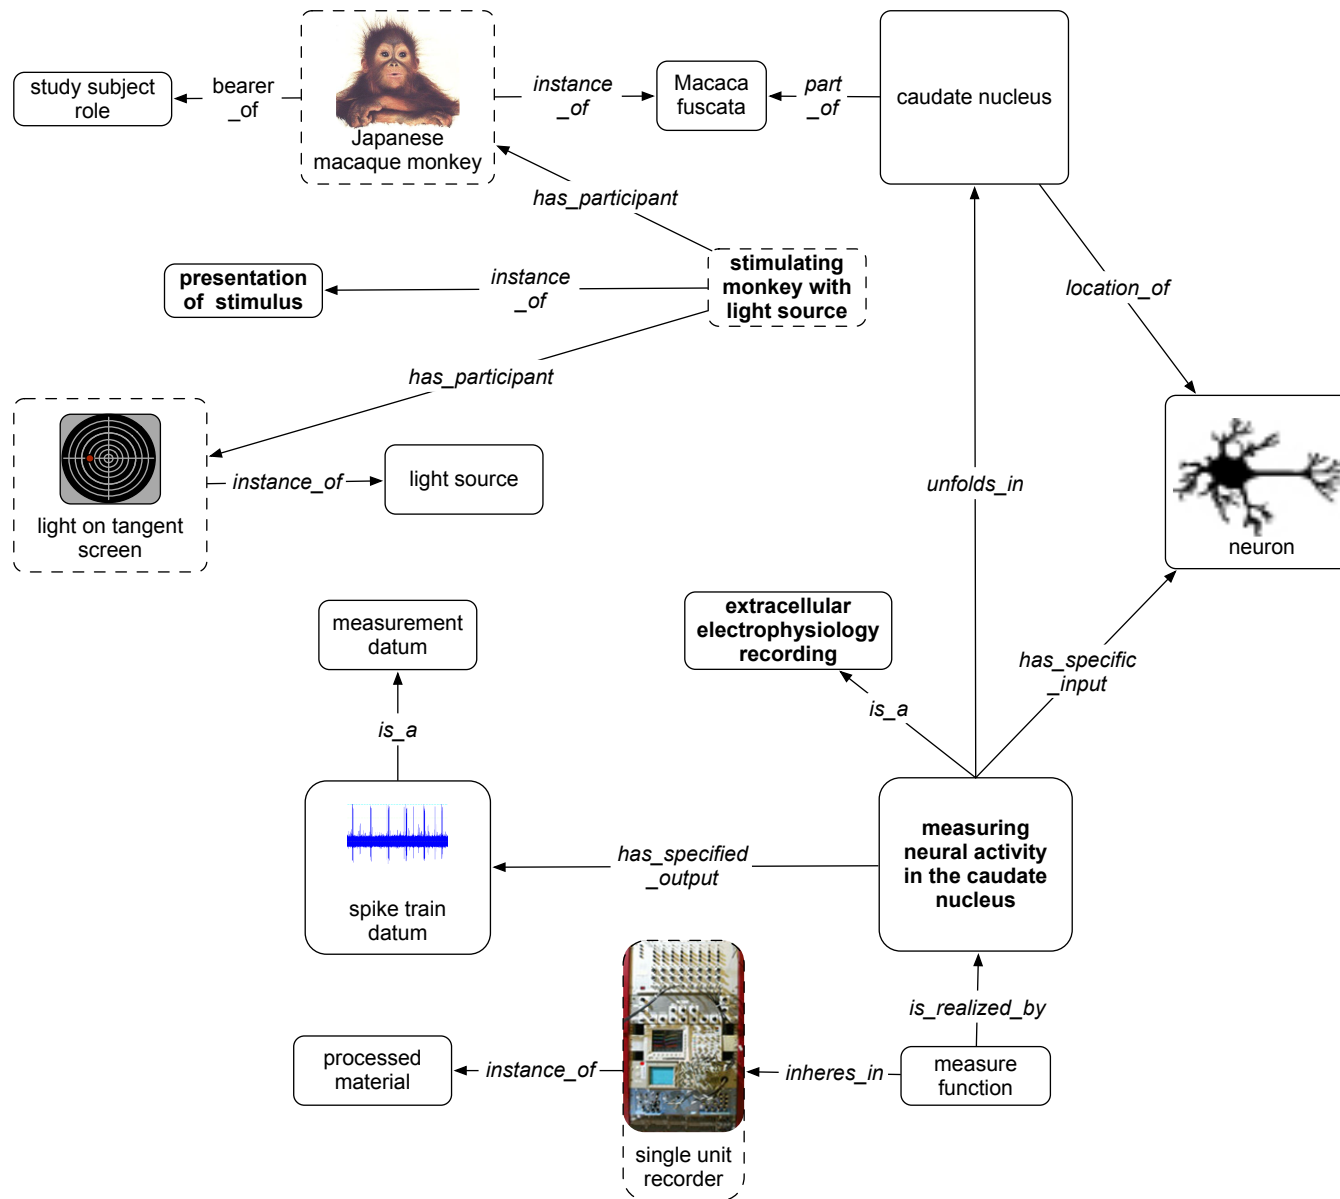 study subject
role
bearer
_of
Japanese
macaque monkey
instance
_of
Macaca
fuscata
part
_of
caudate nucleus
has_participant
presentation
of stimulus
instance
_of
stimulating
monkey with
light source
location_of
has_participant
light on tangent
screen
instance_of
light source
unfolds_in
neuron
measurement
datum
extracellular
electrophysiology
recording
has_specific
_input
is_a
is_a
spike train
datum
has_specified
_output
measuring
neural activity
in the caudate
nucleus
is_realized_by
processed
material
instance_of
inheres_in
measure
function
single unit
recorder